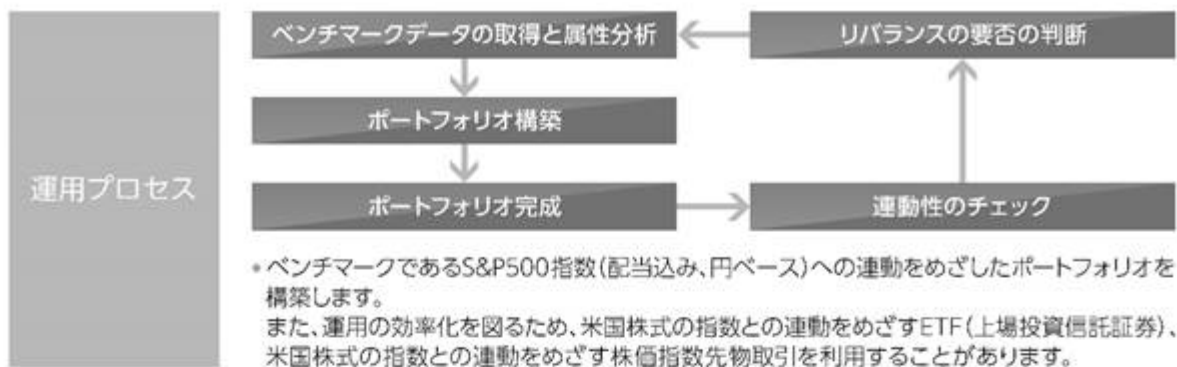 運用プロセス
ベンチマークデータの取得と属性分析
リバランスの要否の判断
ポートフォリオ構築
ポートフォリオ完成
連動性のチェック
•ベンチマークであるS&P500指数(配当込み、円ベース)への連動をめざしたポートフォリオを
構築します。
また、運用の効率化を図るため、米国株式の指数との連動をめざすETF(上場投資信託証券)、
米国株式の指数との連動をめざす株価指数先物取引を利用することがあります。